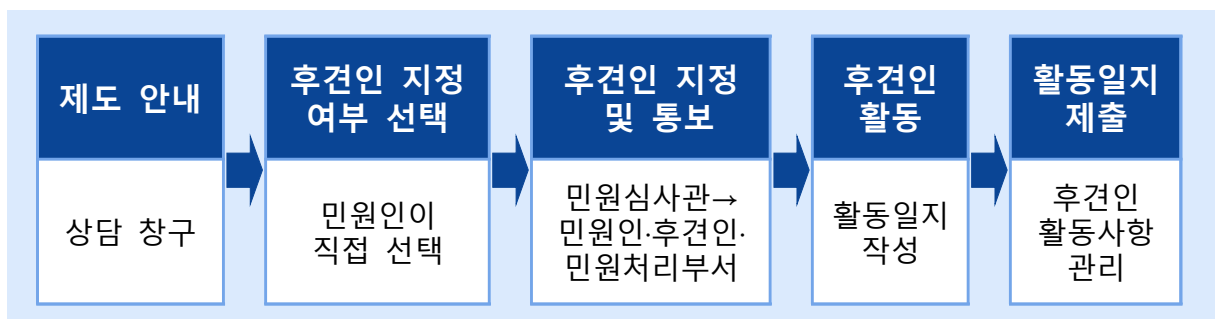 제도 안내
상담 창구
후견인 지정
여부 선택
민원인이
직접 선택
후견인 지정
및 통보
민원심사관→
민원인·후견인·
민원처리부서
후견인
활동
활동일지
작성
활동일지
제출
후견인
활동사항
관리